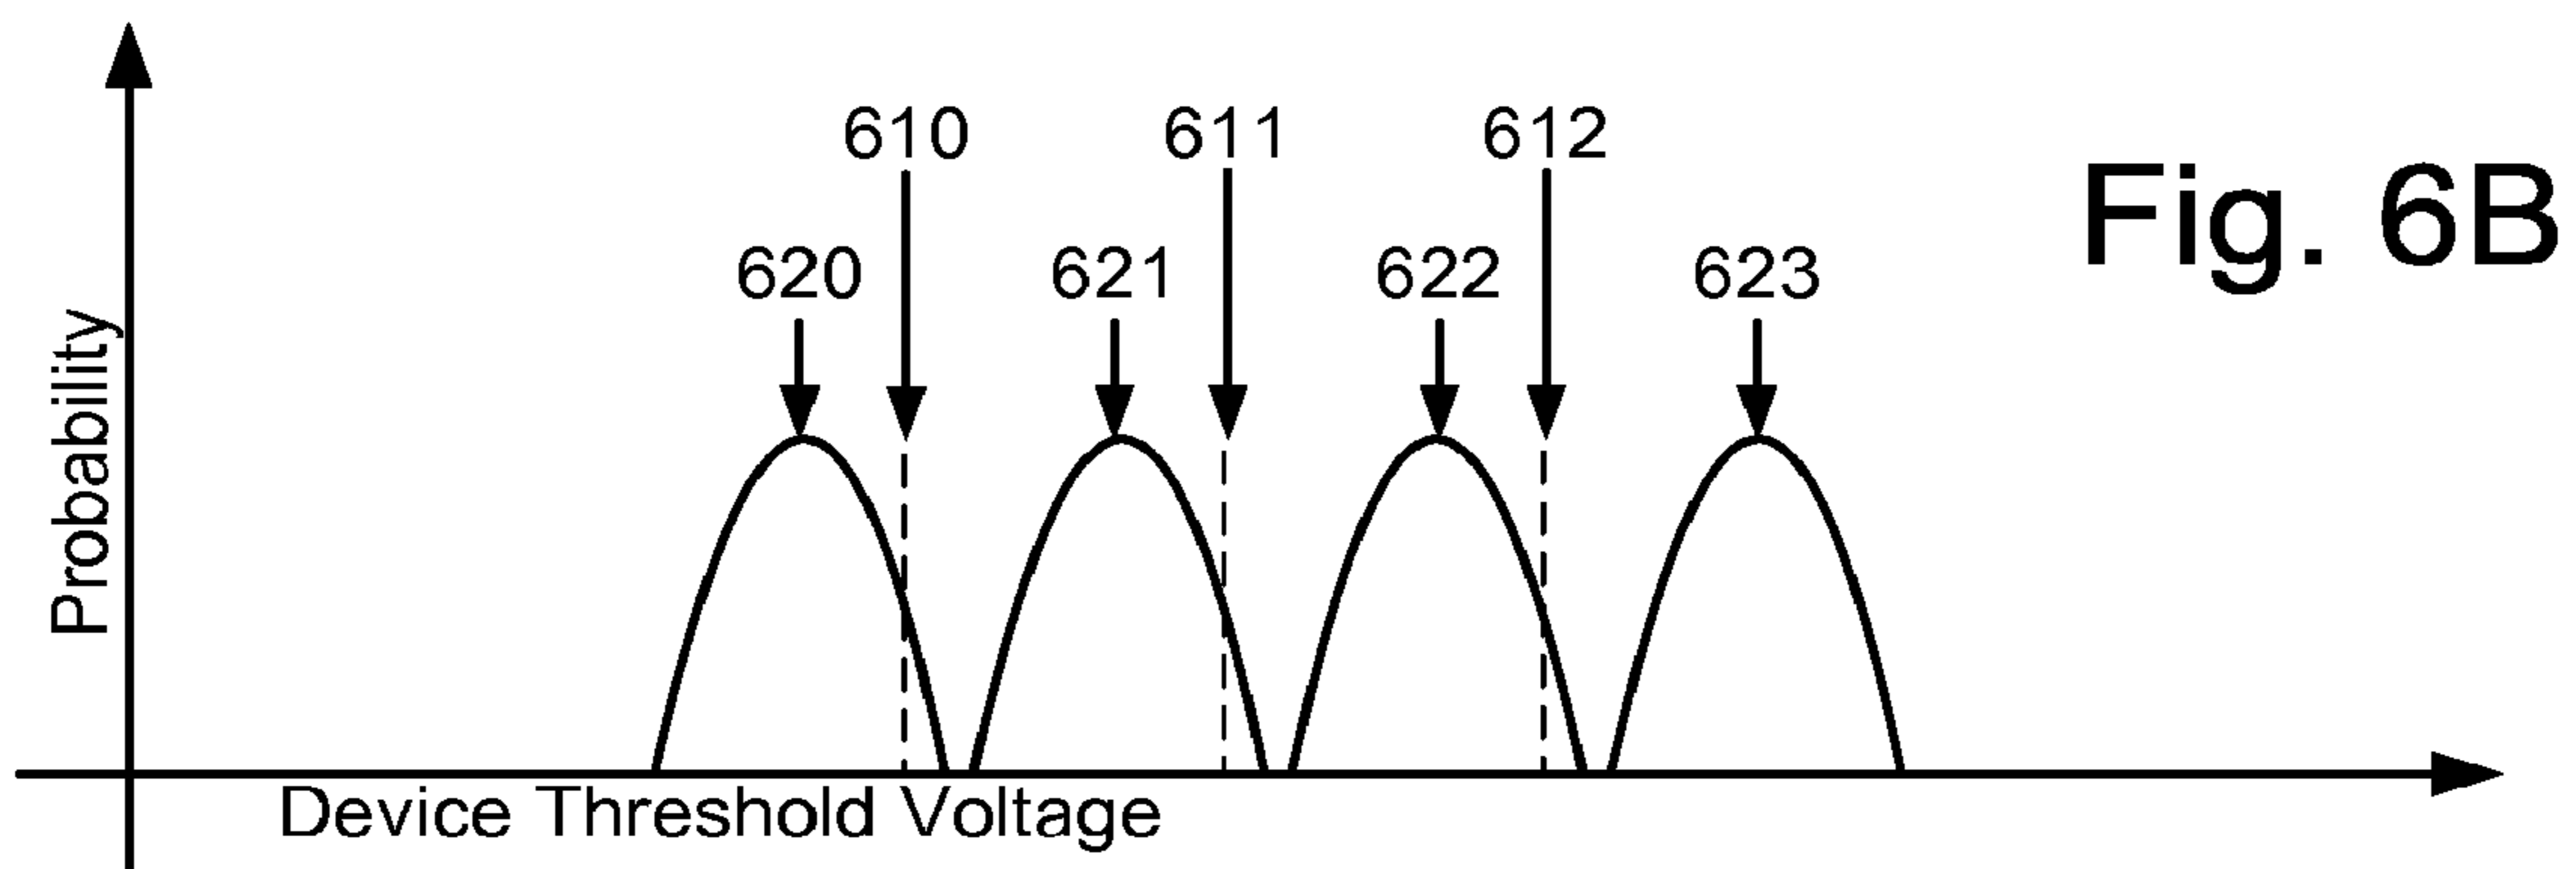 610 611 612
Fig. 6B
620 621 622 623
Probability
Device Threshold Voltage